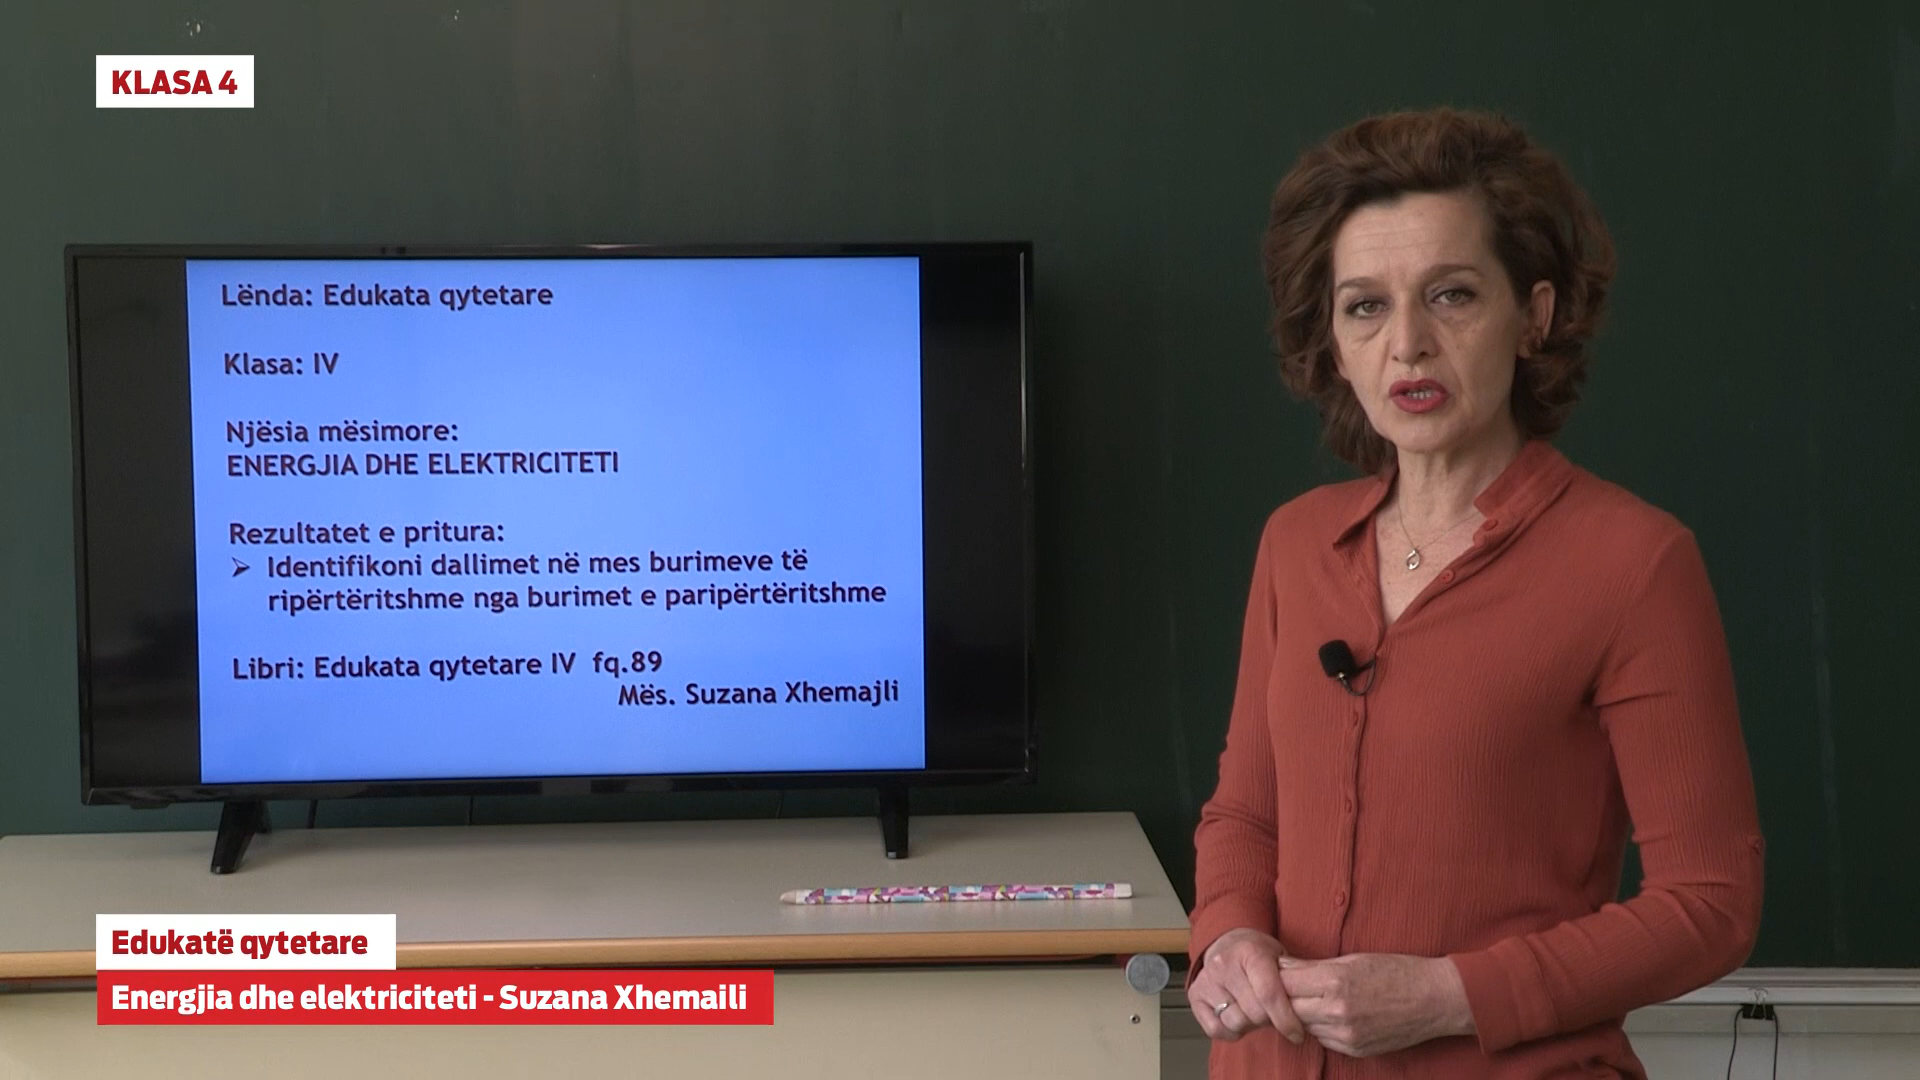 KLASA 4
Lënda: Edukata qytetare
Klasa: IV
Njësia mësimore:
ENERGJIA DHE ELEKTRICITETI
Rezultatet e pritura:
➢ Identifikoni dallimet në mes burimeve të
ripërtëritshme nga burimet e paripërtëritshme
Libri: Edukata qytetare IV fq.89
Mës. Suzana Xhemajli
Edukatë qytetare
Energjia dhe elektriciteti - Suzana Xhemaili